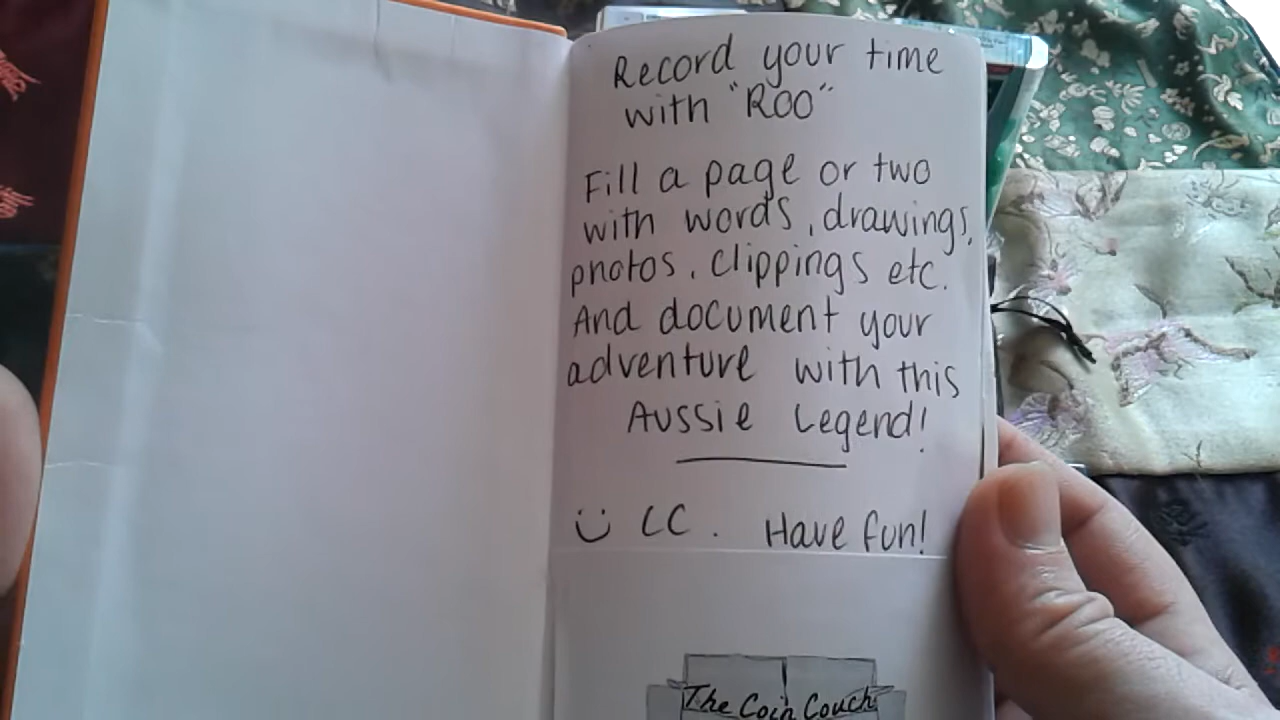 Record your time
with "Roo"
Fill a page or two
with words, drawings,
photos, clippings etc.
And document your
adventure with this
Aussie Legend!
LC. Have fun!
The Coin Couch